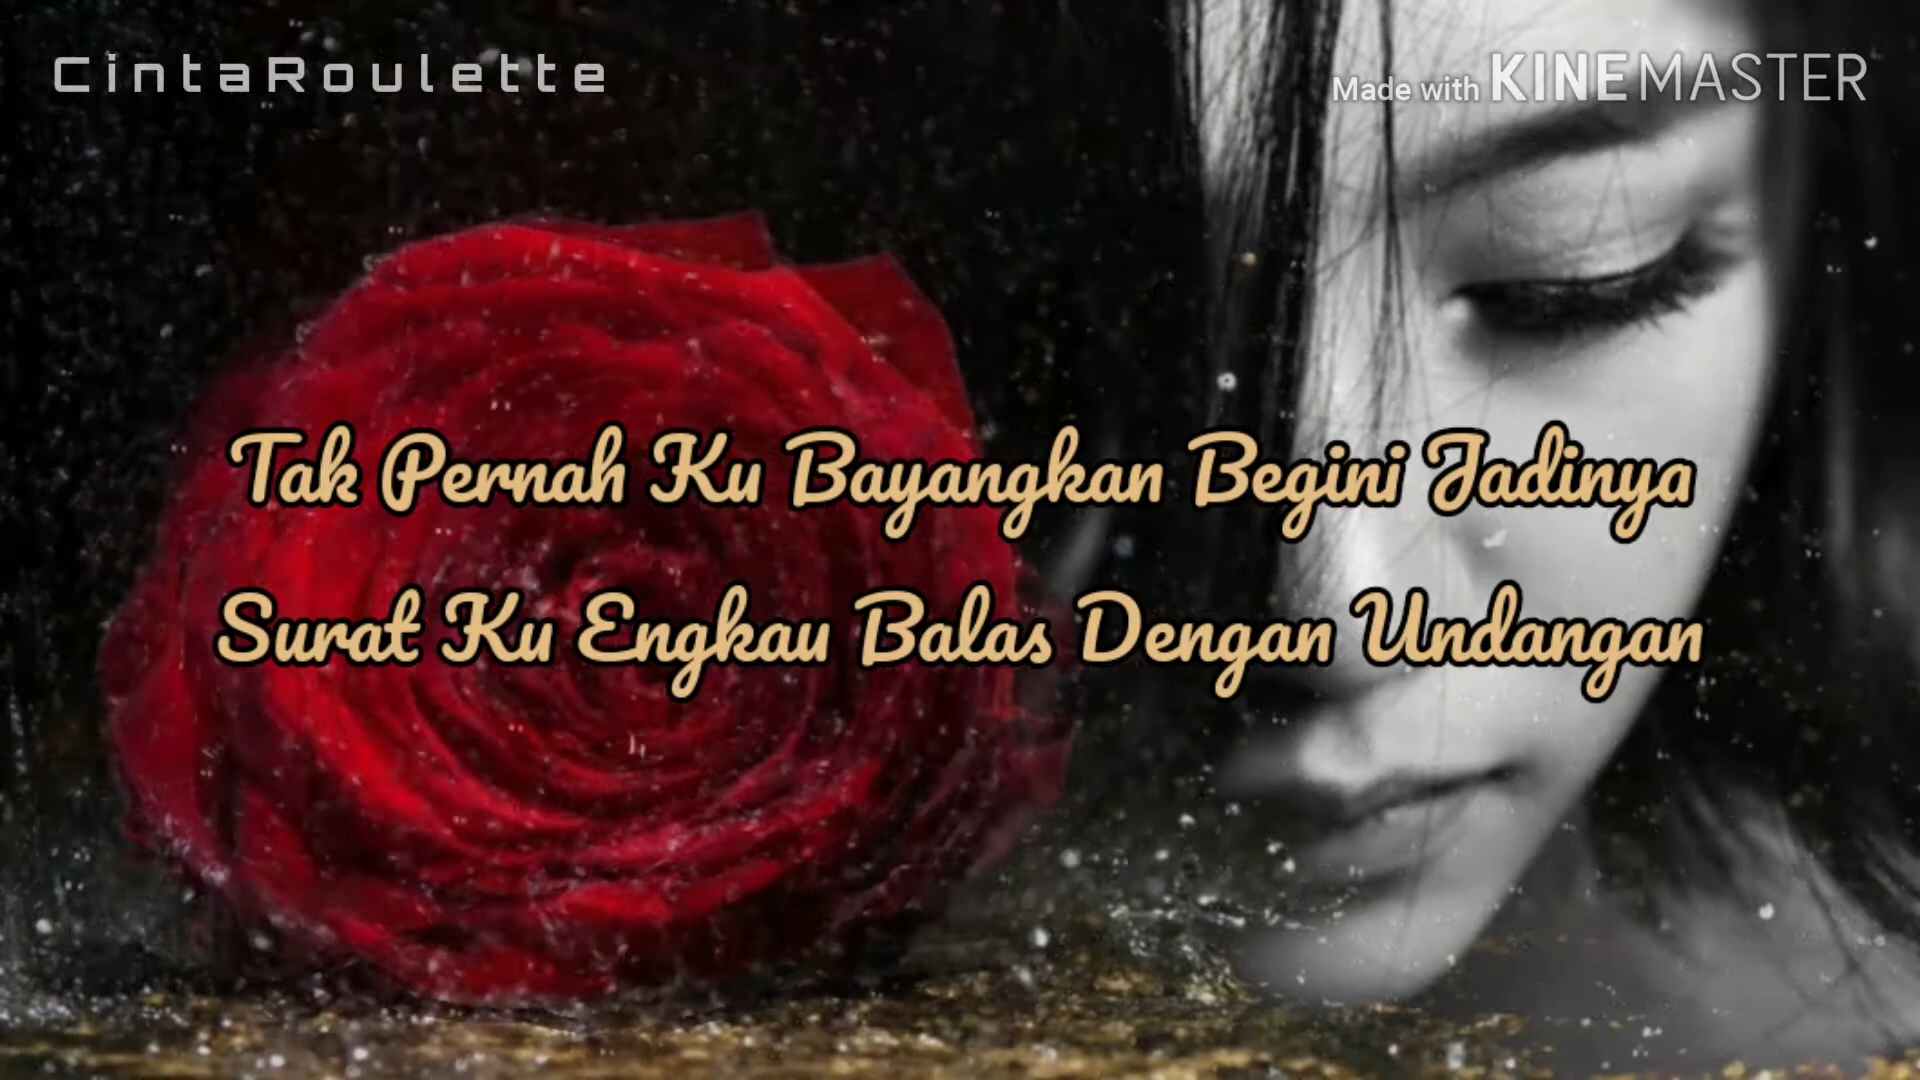 CintaRoulette
Made with KINEMASTER
Tak Pernah Ku Bayangkan Begini Jadinya
Surat Ku Engkau Balas Dengan Undangan